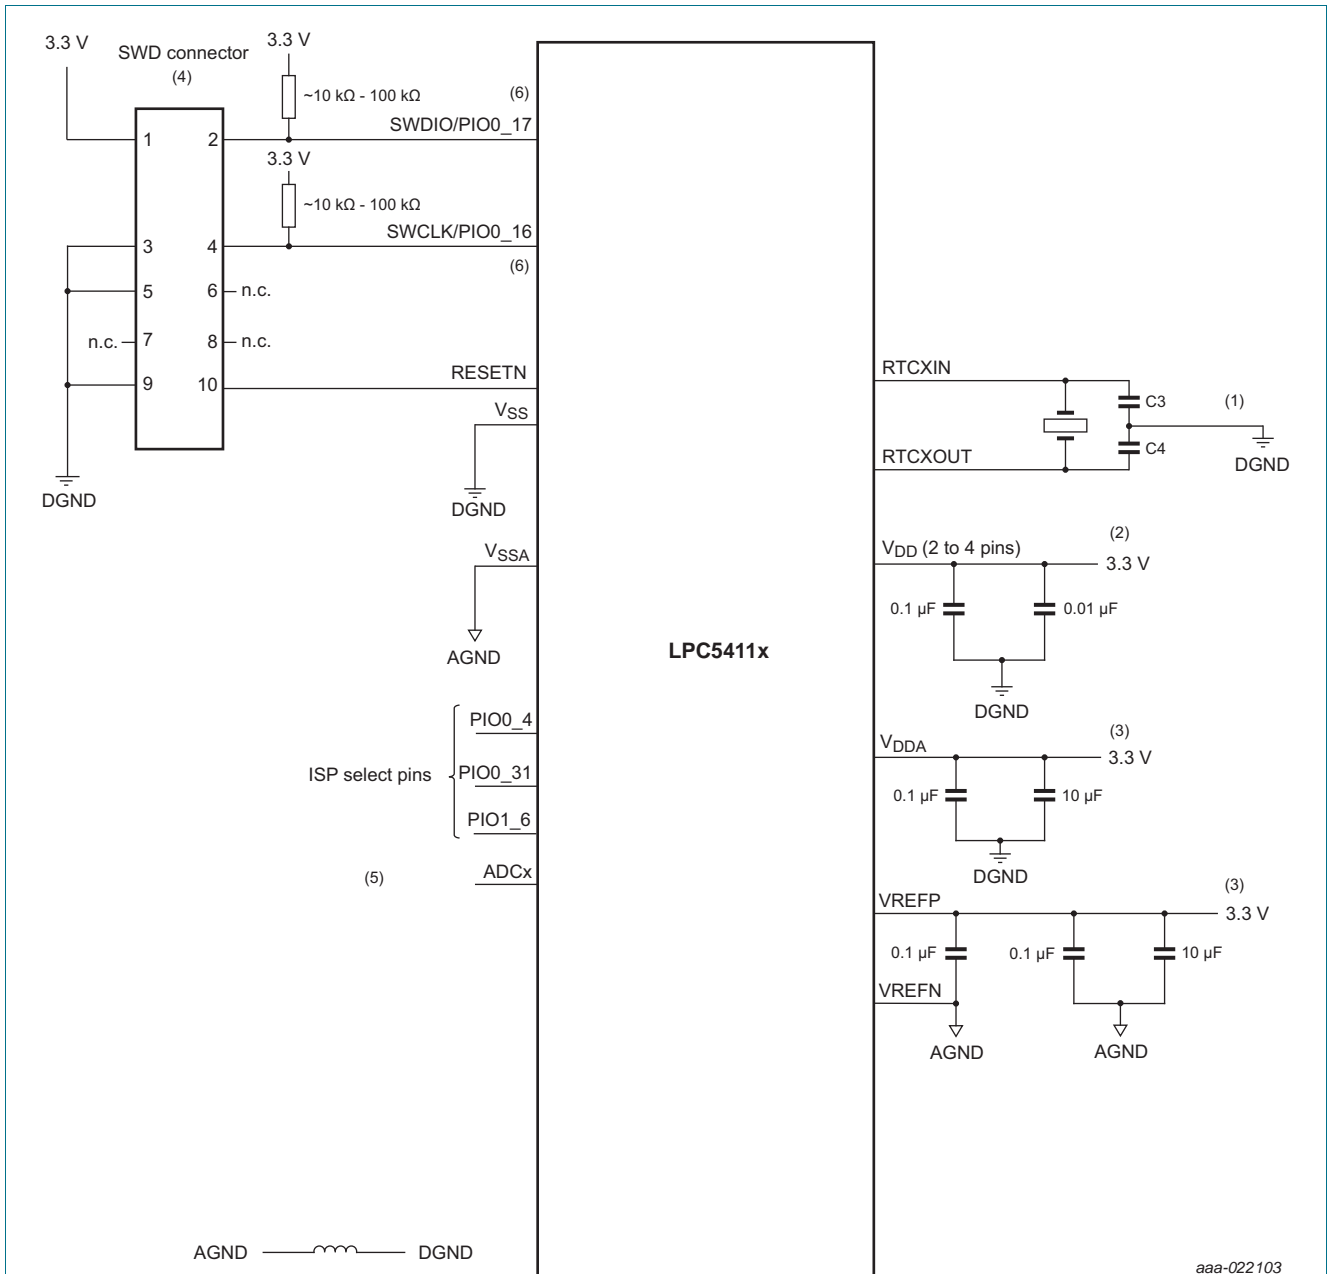 3.3 V
SWD connector
(4)
3.3 V
~10 kΩ - 100 kΩ
(6)
SWDIO/PIO0_17
1
2
3.3 V
~10 kΩ - 100 kΩ
SWCLK/PIO0_16
3
4
(6)
5
6
n.c.
n.c.
7
8
n.c.
9
10
RESETN
VSS
DGND
DGND
VSSA
AGND
LPC5411x
PIO0_4
ISP select pins
PIO0_31
PIO1_6
(5)
ADCx
RTCXIN
C3
(1)
C4
RTCXOUT
DGND
(2)
VDD (2 to 4 pins)
3.3 V
0.1 µF
0.01 µF
DGND
(3)
VDDA
3.3 V
0.1 µF
10 µF
DGND
(3)
VREFP
3.3 V
0.1 µF
0.1 µF
10 µF
VREFN
AGND
AGND
AGND
DGND
aaa-022103